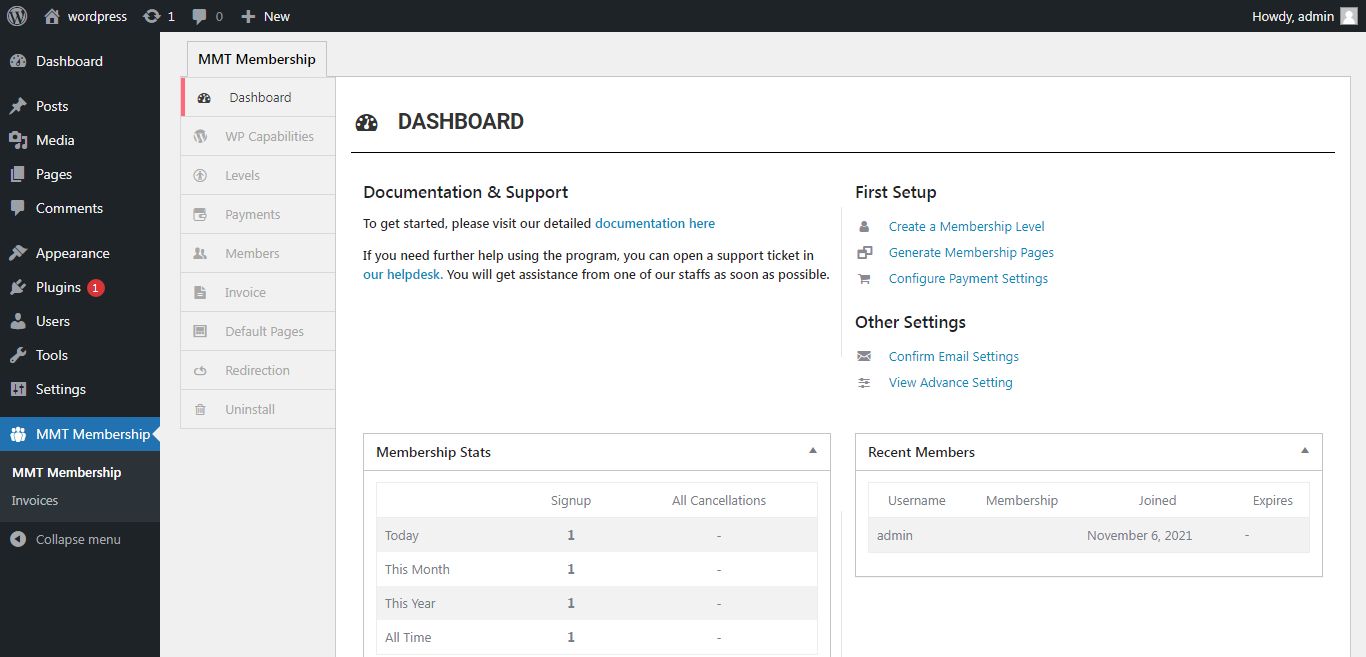 wordpress 1 0 New Howdy, admin
Dashboard
Posts
Media
Pages
Comments
Appearance
Plugins 1
Users
Tools
Settings
MMT Membership
MMT Membership
Invoices
Collapse menu
MMT Membership
Dashboard
WP Capabilities
Levels
Payments
Members
Invoice
Default Pages
Redirection
Uninstall
DASHBOARD
Documentation & Support
To get started, please visit our detailed documentation here
If you need further help using the program, you can open a support ticket in
our helpdesk. You will get assistance from one of our staffs as soon as possible.
First Setup
Create a Membership Level
Generate Membership Pages
Configure Payment Settings
Other Settings
Confirm Email Settings
View Advance Setting
Membership Stats
Signup All Cancellations
Today 1 -
This Month 1 -
This Year 1 -
All Time 1 -
Recent Members
Username Membership Joined Expires
admin November 6, 2021 -